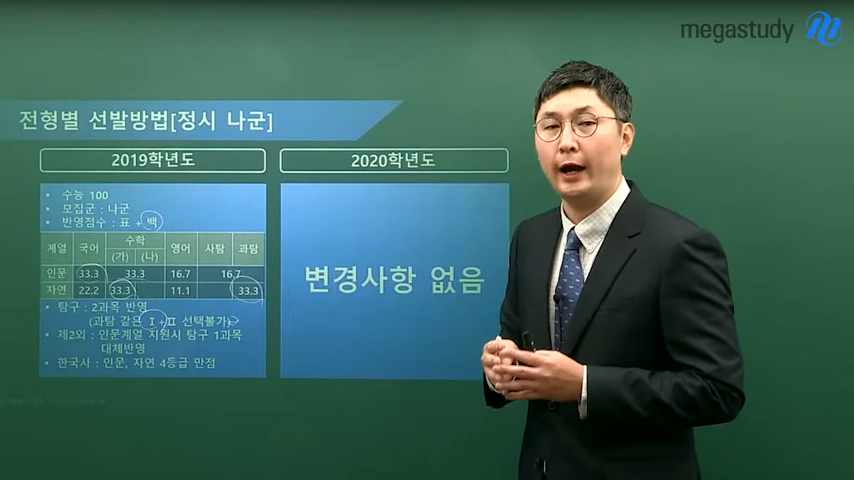 megastudy
전형별 선발방법[정시 나군]
2019학년도
2020학년도
• 수능 100
• 모집군 : 나군
• 반영점수 : 표 + 백
계열 국어 수학 영어 사탐 과탐
(가) (나)
인문 33.3 33.3 16.7 16.7
자연 22.2 33.3 11.1 33.3
• 탐구 : 2과목 반영
(과탐 같은 Ⅰ+Ⅱ 선택불가)
• 제2외 : 인문계열 지원시 탐구 1과목
대체반영
• 한국사 : 인문, 자연 4등급 만점
변경사항 없음